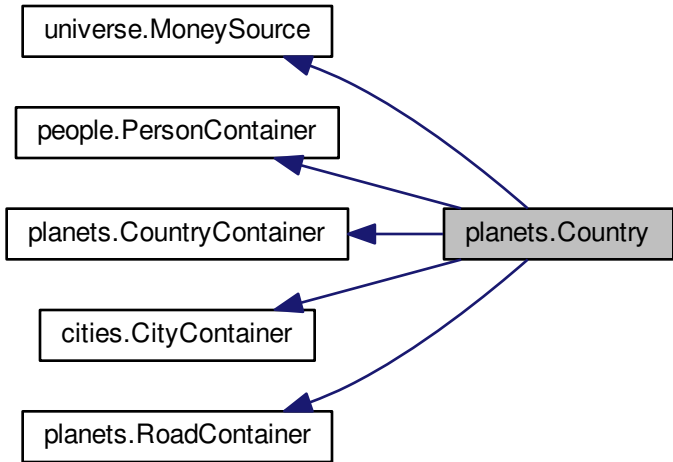 universe.MoneySource
people.PersonContainer
planets.CountryContainer
planets.Country
cities.CityContainer
planets.RoadContainer